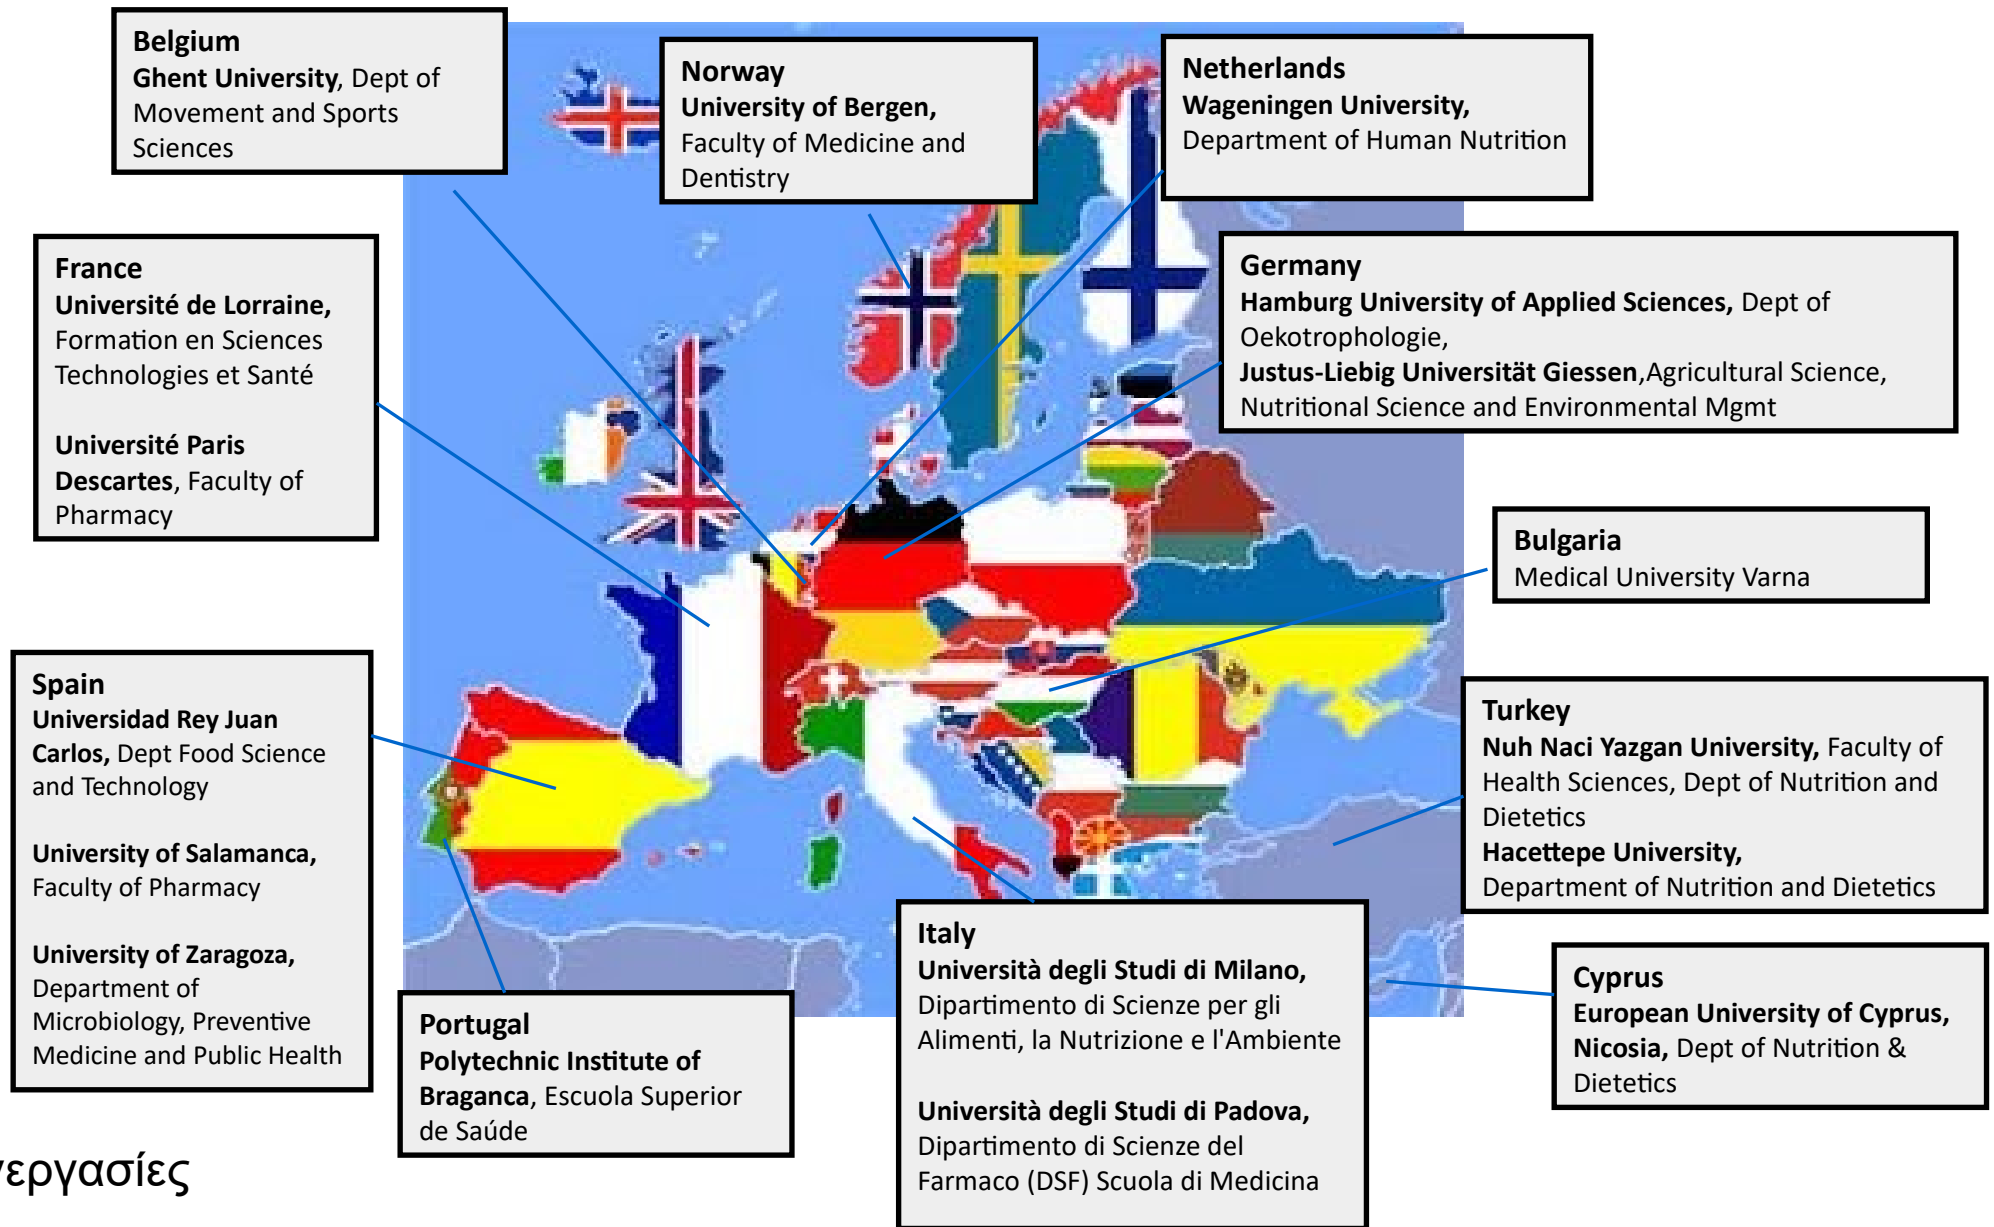 Belgium
Ghent University, Dept of
Movement and Sports
Sciences
Norway
University of Bergen,
Faculty of Medicine and
Dentistry
Netherlands
Wageningen University,
Department of Human Nutrition
France
Université de Lorraine,
Formation en Sciences
Technologies et Santé
Université Paris
Descartes, Faculty of
Pharmacy
Germany
Hamburg University of Applied Sciences, Dept of
Oekotrophologie,
Justus-Liebig Universität Giessen,Agricultural Science,
Nutritional Science and Environmental Mgmt
Bulgaria
Medical University Varna
Spain
Universidad Rey Juan
Carlos, Dept Food Science
and Technology
University of Salamanca,
Faculty of Pharmacy
University of Zaragoza,
Department of
Microbiology, Preventive
Medicine and Public Health
Turkey
Nuh Naci Yazgan University, Faculty of
Health Sciences, Dept of Nutrition and
Dietetics
Hacettepe University,
Department of Nutrition and Dietetics
Portugal
Polytechnic Institute of
Braganca, Escuola Superior
de Saúde
Italy
Università degli Studi di Milano,
Dipartimento di Scienze per gli
Alimenti, la Nutrizione e l'Ambiente
Università degli Studi di Padova,
Dipartimento di Scienze del
Farmaco (DSF) Scuola di Medicina
Cyprus
European University of Cyprus,
Nicosia, Dept of Nutrition &
Dietetics